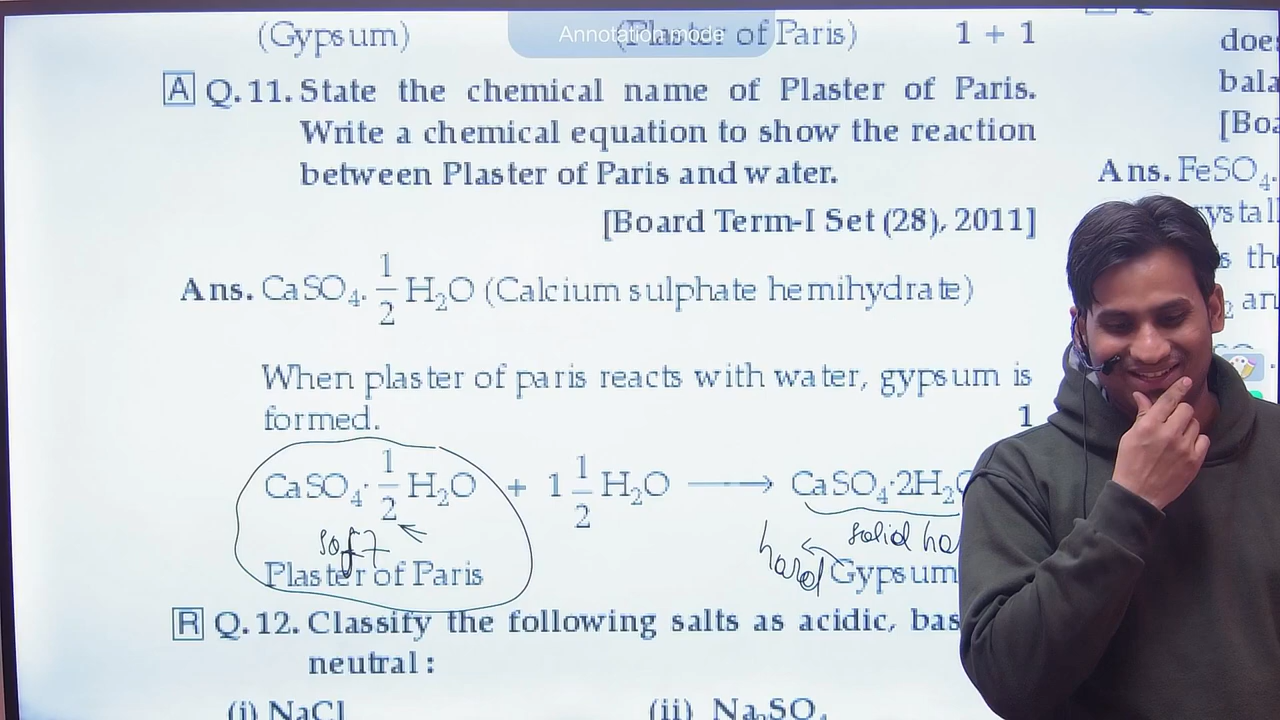 (Gypsum) (Plaster of Paris) 1 + 1
Annotation mode
A Q. 11. State the chemical name of Plaster of Paris.
Write a chemical equation to show the reaction
between Plaster of Paris and water.
[Board Term-I Set (28), 2011]
Ans. CaSO₄. 1/2 H₂O (Calcium sulphate hemihydrate)
When plaster of paris reacts with water, gypsum is
formed. 1
CaSO₄· 1/2 H₂O + 1 1/2 H₂O ⟶ CaSO₄·2H₂O
soft
solid
hard
Plaster of Paris Gypsum
R Q. 12. Classify the following salts as acidic, bas
neutral :
(i) NaCl (ii) Na₂SO₄
doe
bala
[Boa
Ans. FeSO₄.
rystall
s the
an